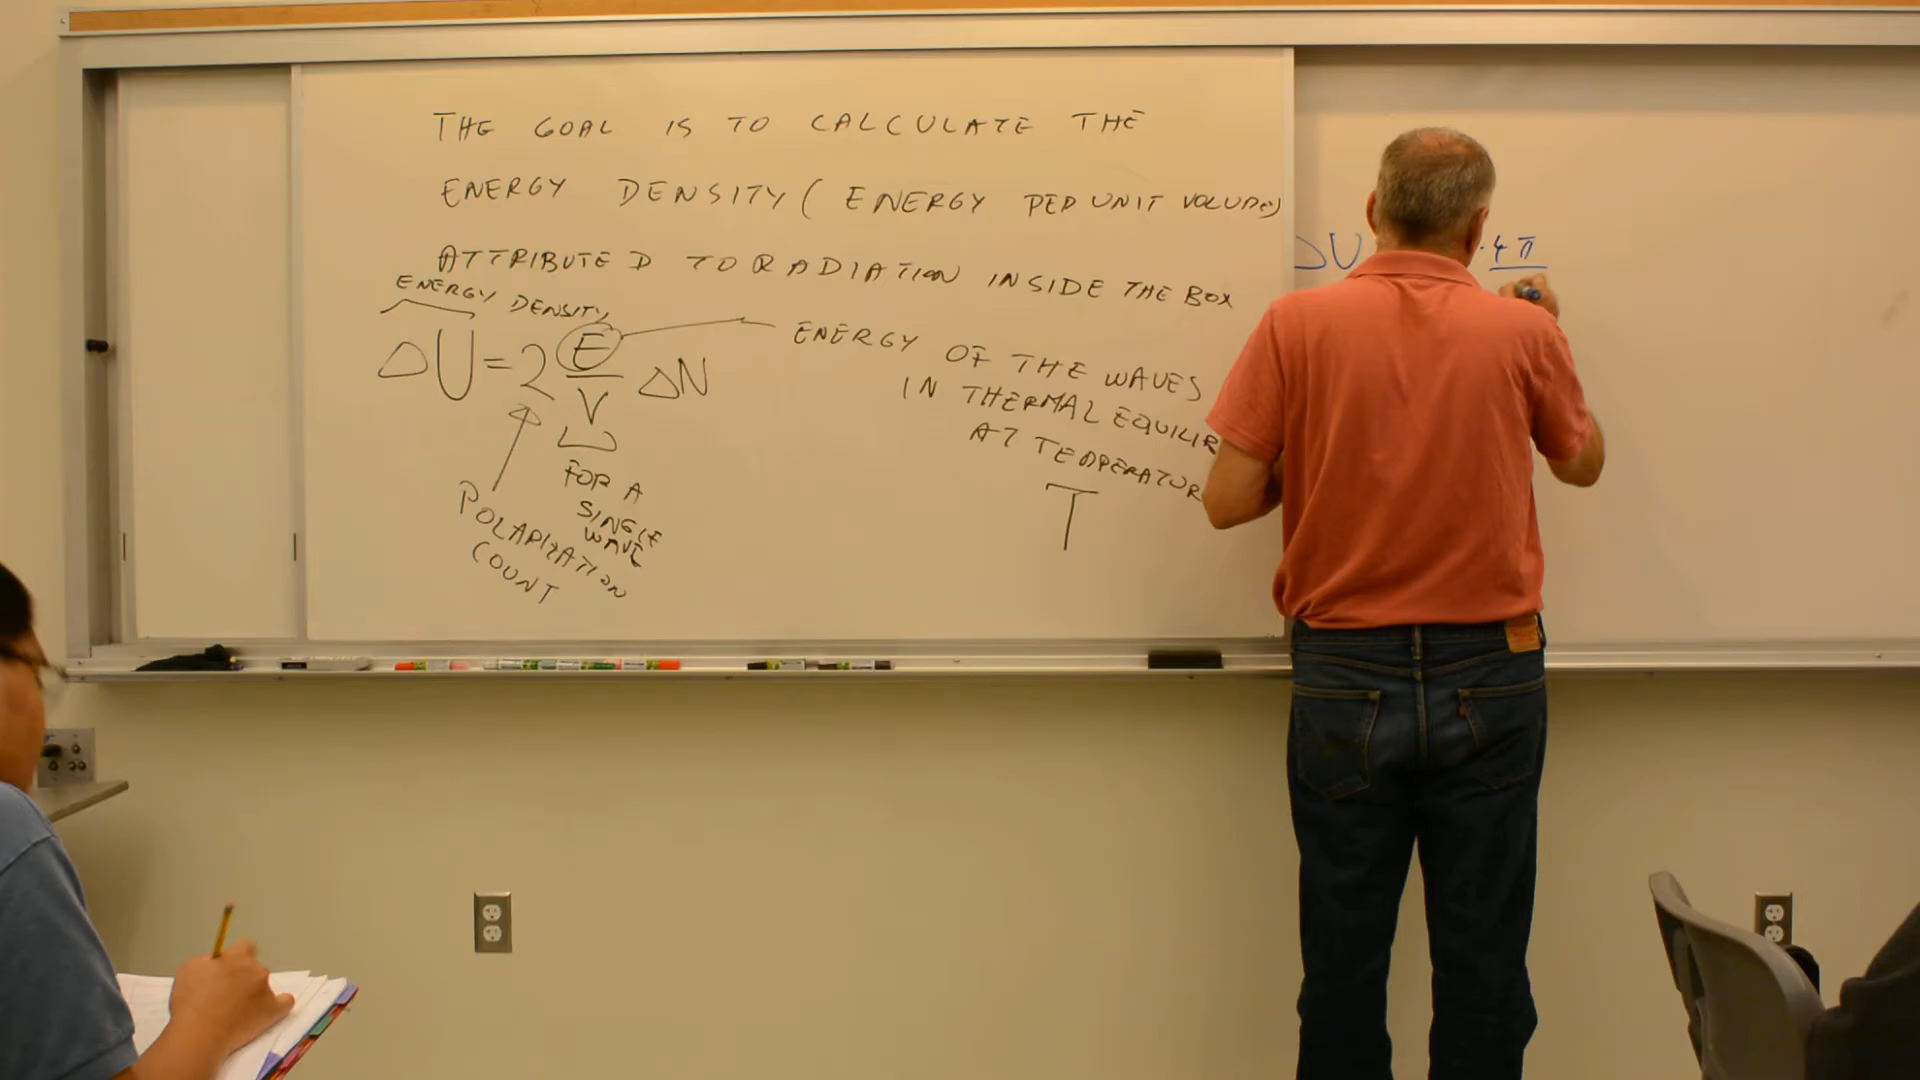 THE GOAL IS TO CALCULATE THE
ENERGY DENSITY ( ENERGY PER UNIT VOLUME)
ATTRIBUTED TO RADIATION INSIDE THE BOX
ENERGY DENSITY
ΔU = 2 E/V ΔN
ENERGY OF THE WAVES
IN THERMAL EQUILIB
AT TEMPERATUR
T
POLARIZATION
COUNT
FOR A
SINGLE
WAVE
ΔU · 4π